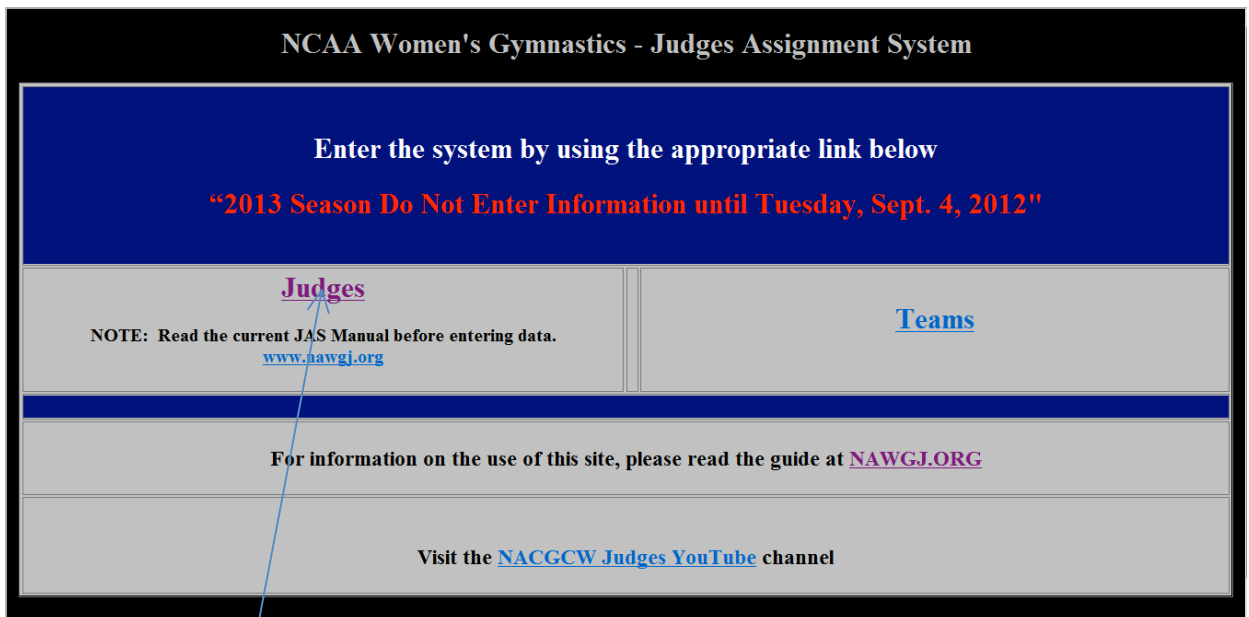 NCAA Women's Gymnastics - Judges Assignment System
Enter the system by using the appropriate link below
“2013 Season Do Not Enter Information until Tuesday, Sept. 4, 2012"
Judges
NOTE: Read the current JAS Manual before entering data.
www.nawgj.org
Teams
For information on the use of this site, please read the guide at NAWGJ.ORG
Visit the NACGCW Judges YouTube channel